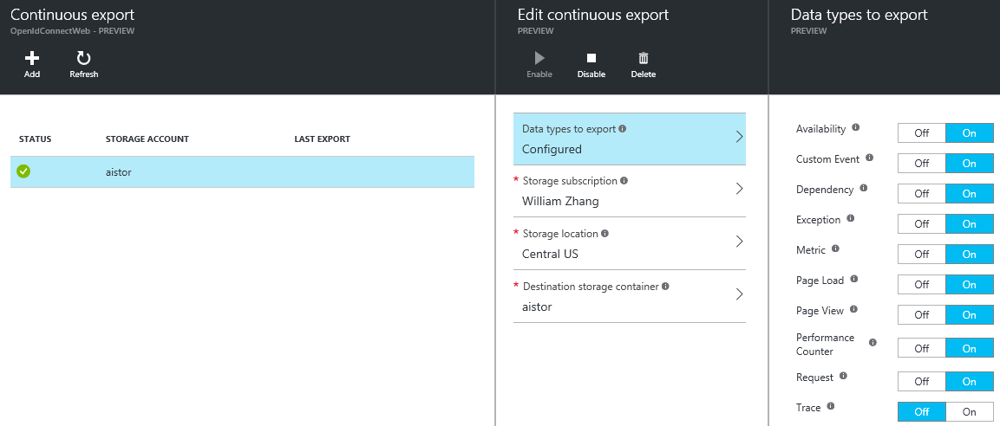 Continuous export
OpenIdConnectWeb - PREVIEW
Add
Refresh
STATUS STORAGE ACCOUNT LAST EXPORT
aistor
Edit continuous export
PREVIEW
Enable
Disable
Delete
Data types to export
Configured
* Storage subscription
William Zhang
* Storage location
Central US
* Destination storage container
aistor
Data types to export
PREVIEW
Availability Off On
Custom Event Off On
Dependency Off On
Exception Off On
Metric Off On
Page Load Off On
Page View Off On
Performance
Counter Off On
Request Off On
Trace Off On